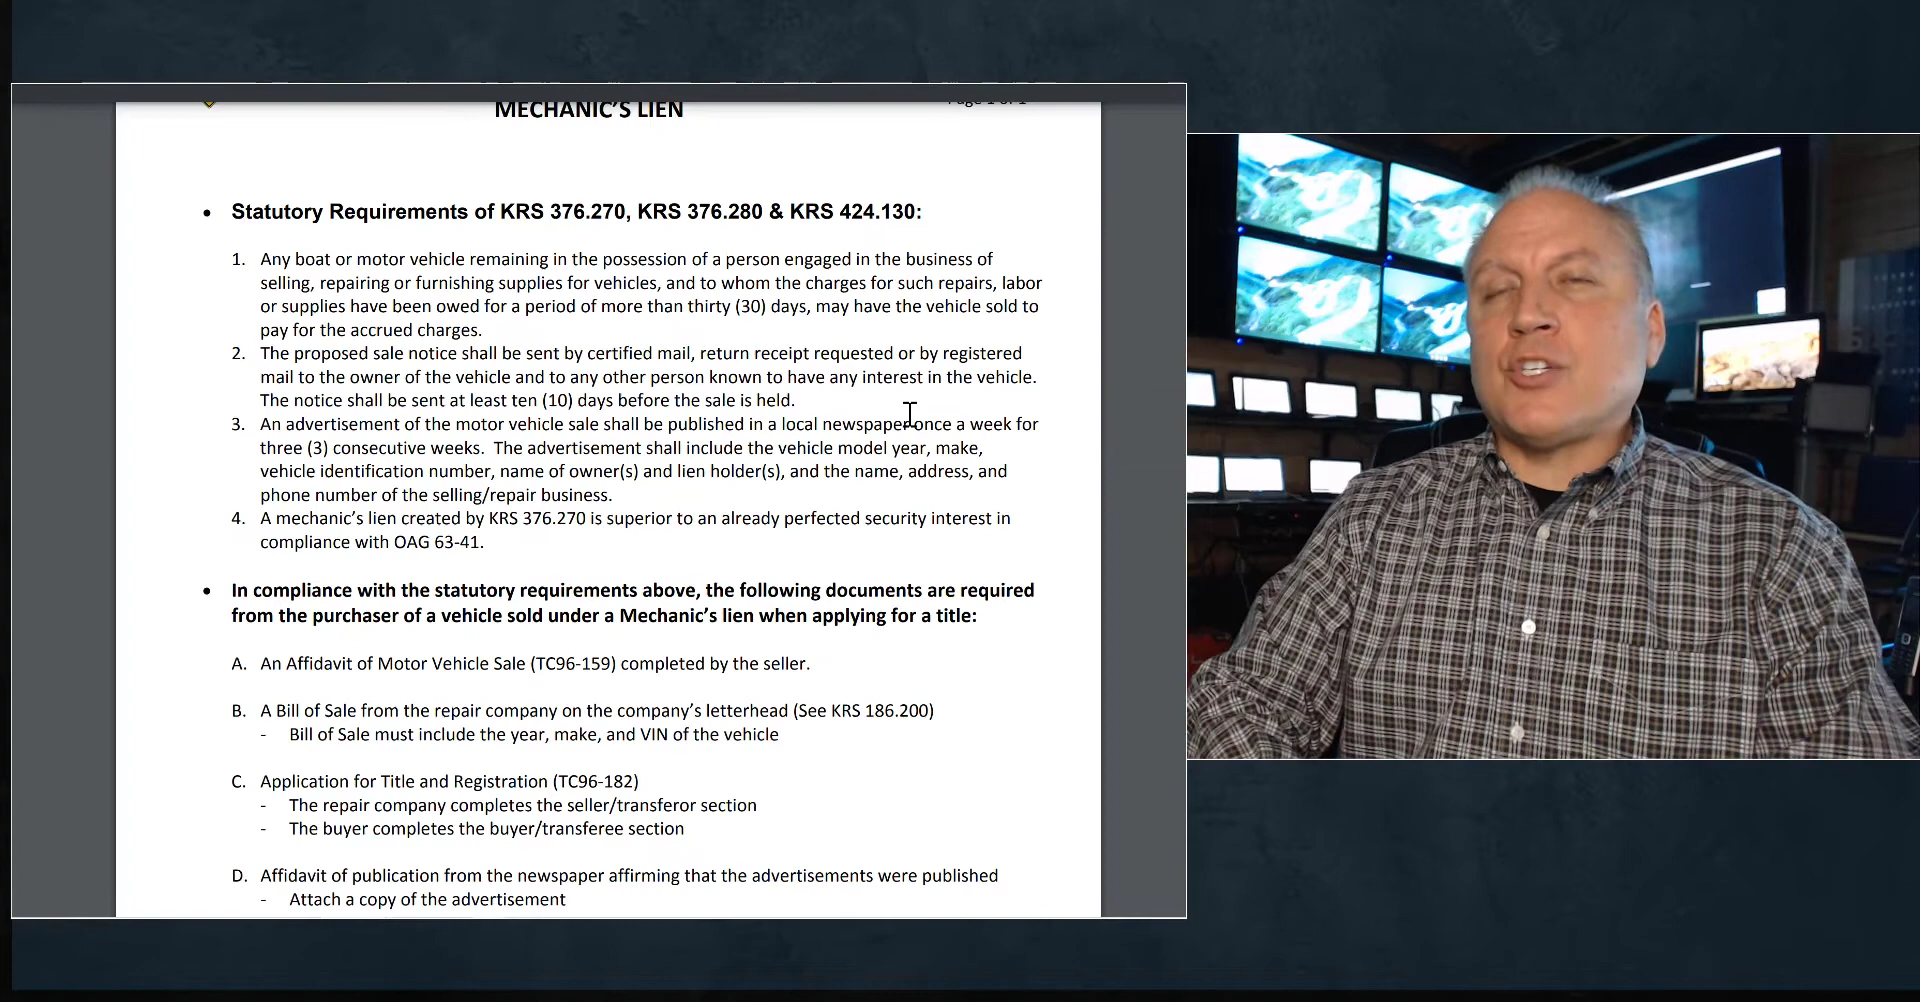 Page 1 of 1
MECHANIC’S LIEN
• Statutory Requirements of KRS 376.270, KRS 376.280 & KRS 424.130:
1. Any boat or motor vehicle remaining in the possession of a person engaged in the business of
selling, repairing or furnishing supplies for vehicles, and to whom the charges for such repairs, labor
or supplies have been owed for a period of more than thirty (30) days, may have the vehicle sold to
pay for the accrued charges.
2. The proposed sale notice shall be sent by certified mail, return receipt requested or by registered
mail to the owner of the vehicle and to any other person known to have any interest in the vehicle.
The notice shall be sent at least ten (10) days before the sale is held.
3. An advertisement of the motor vehicle sale shall be published in a local newspaper once a week for
three (3) consecutive weeks. The advertisement shall include the vehicle model year, make,
vehicle identification number, name of owner(s) and lien holder(s), and the name, address, and
phone number of the selling/repair business.
4. A mechanic’s lien created by KRS 376.270 is superior to an already perfected security interest in
compliance with OAG 63-41.
• In compliance with the statutory requirements above, the following documents are required
from the purchaser of a vehicle sold under a Mechanic’s lien when applying for a title:
A. An Affidavit of Motor Vehicle Sale (TC96-159) completed by the seller.
B. A Bill of Sale from the repair company on the company’s letterhead (See KRS 186.200)
- Bill of Sale must include the year, make, and VIN of the vehicle
C. Application for Title and Registration (TC96-182)
- The repair company completes the seller/transferor section
- The buyer completes the buyer/transferee section
D. Affidavit of publication from the newspaper affirming that the advertisements were published
- Attach a copy of the advertisement